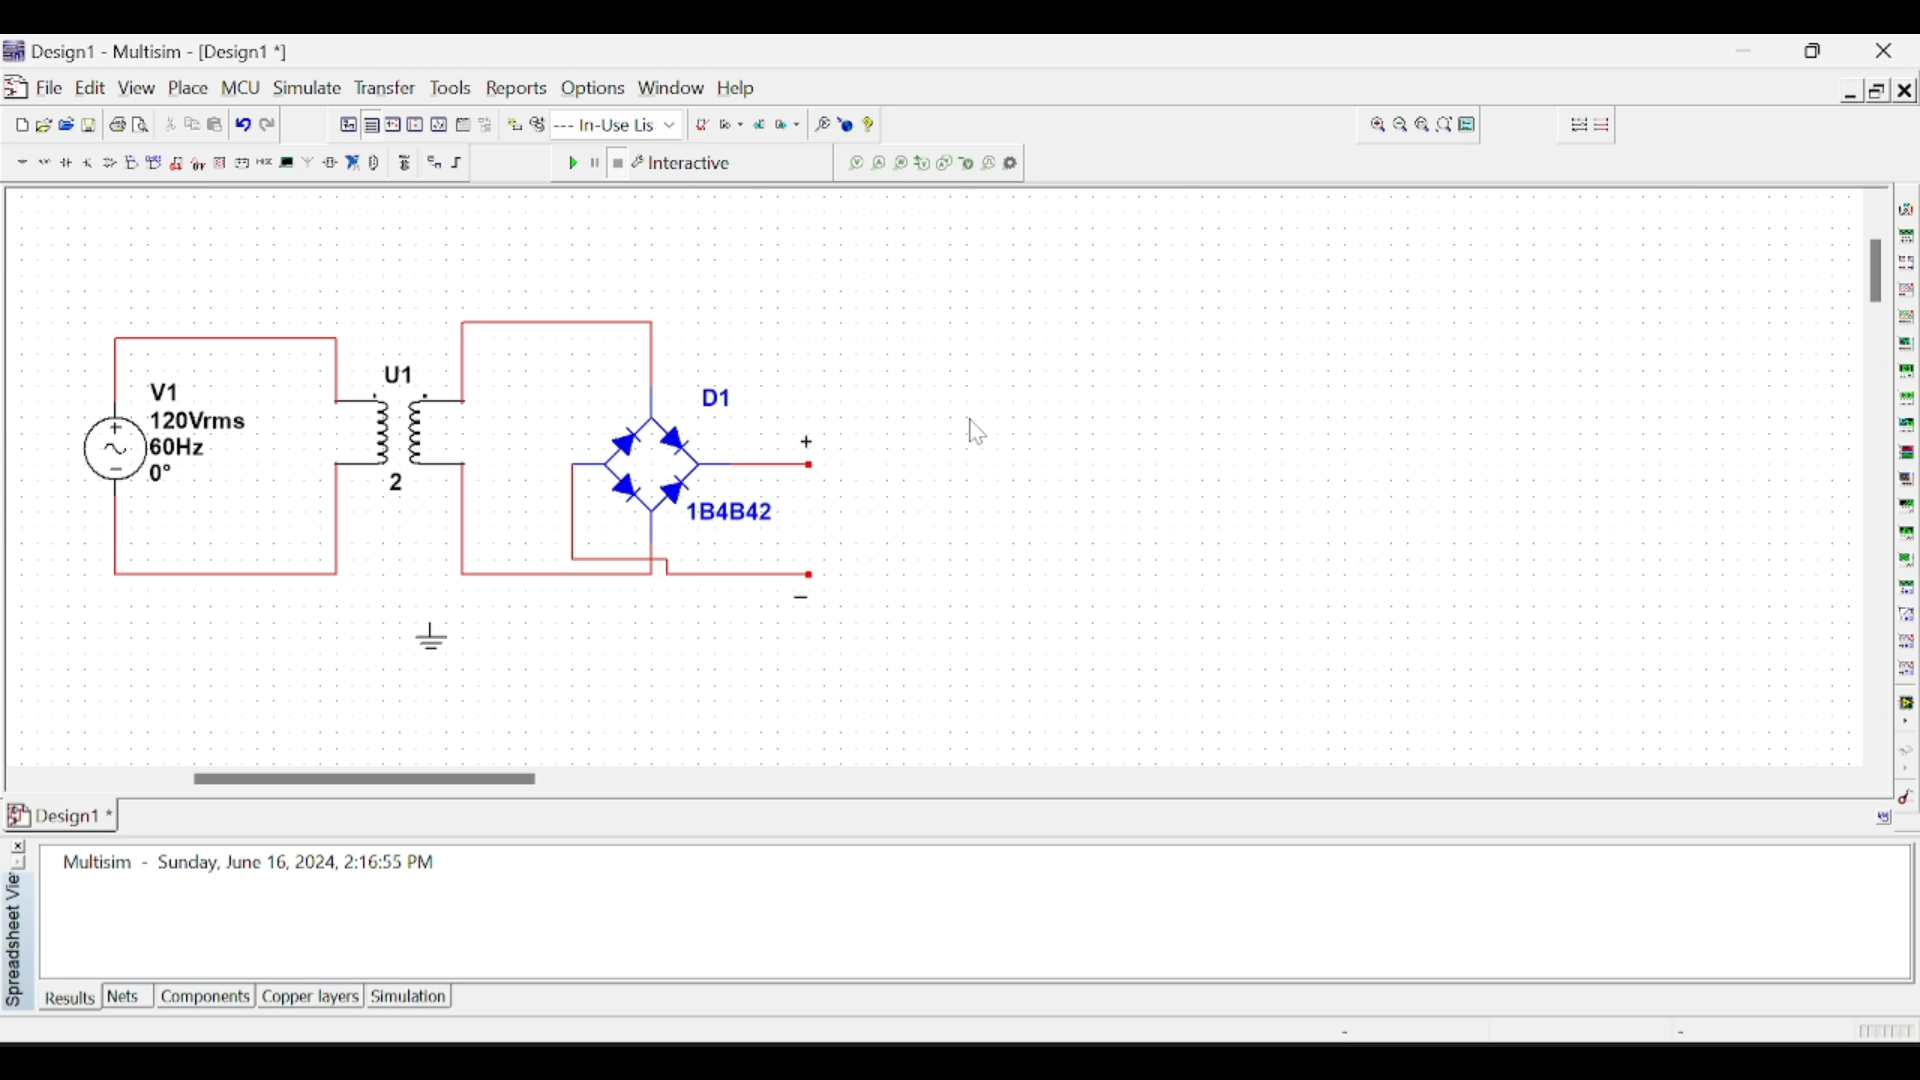 Design1 - Multisim - [Design1 *]
File Edit View Place MCU Simulate Transfer Tools Reports Options Window Help
--- In-Use Lis
Interactive
U1
V1
120Vrms
60Hz
0°
2
D1
1B4B42
+
–
Design1 *
Multisim - Sunday, June 16, 2024, 2:16:55 PM
Spreadsheet Vie
Results Nets Components Copper layers Simulation